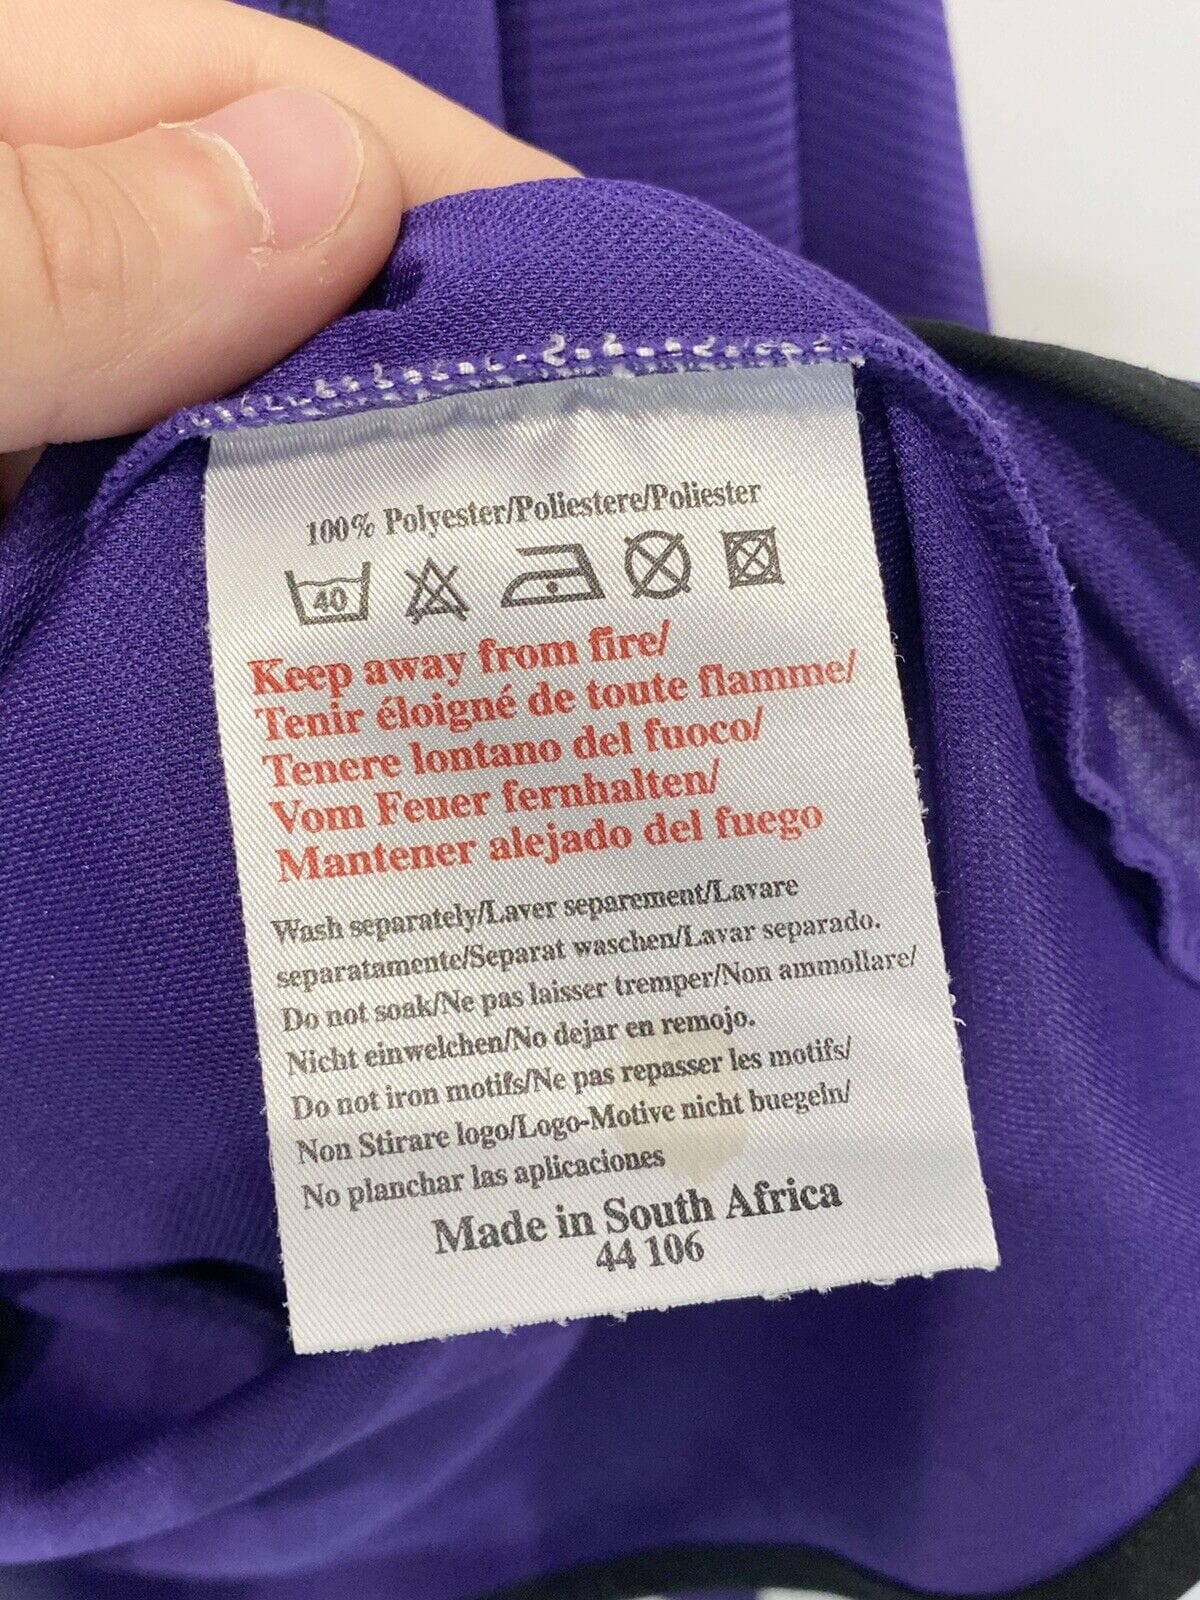 100% Polyester/Poliestere/Poliester
40
Keep away from fire/
Tenir éloigné de toute flamme/
Tenere lontano del fuoco/
Vom Feuer fernhalten/
Mantener alejado del fuego
Wash separately/Laver separement/Lavare
separatamente/Separat waschen/Lavar separado.
Do not soak/Ne pas laisser tremper/Non ammollare/
Nicht einwelchen/No dejar en remojo.
Do not iron motifs/Ne pas repasser les motifs/
Non Stirare logo/Logo-Motive nicht buegeln/
No planchar las aplicaciones
Made in South Africa
44 106